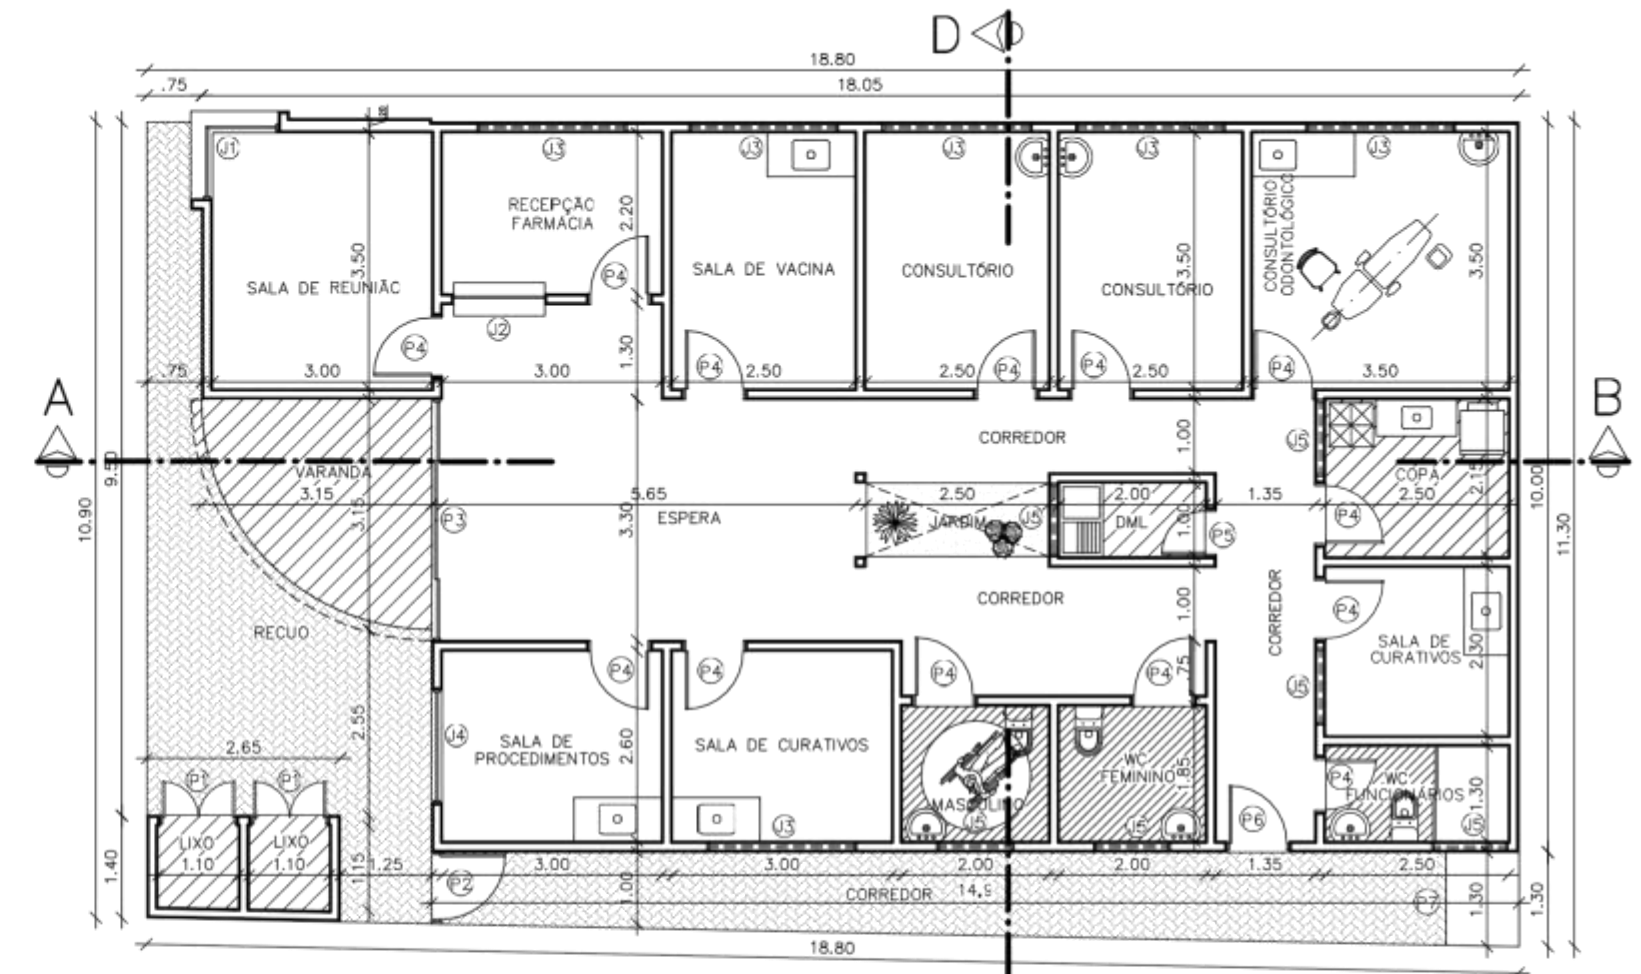 D
18.80
.75
18.05
J1
J3
J3
J3
J3
J3
RECEPÇÃO
FARMÁCIA
2.20
SALA DE REUNIÃO
3.50
SALA DE VACINA
CONSULTÓRIO
CONSULTÓRIO
3.50
CONSULTÓRIO
ODONTOLÓGICO
3.50
P4
J2
P4
1.30
P4
P4
P4
P4
.75
3.00
3.00
2.50
2.50
2.50
3.50
A
B
CORREDOR
1.00
J5
VARANDA
COPA
2.15
9.50
10.90
10.00
11.30
3.15
5.65
2.50
2.00
1.35
2.50
3.15
P3
ESPERA
3.30
JARDIM
J5
DML
1.00
P5
P4
RECUO
CORREDOR
1.00
CORREDOR
P4
SALA DE
CURATIVOS
2.30
P4
P4
P4
P4
.75
J5
2.55
J4
SALA DE
PROCEDIMENTOS
2.60
SALA DE CURATIVOS
WC
FEMININO
1.85
2.65
P1
P1
P4
WC
FUNCIONÁRIOS
1.30
MASCULINO
J3
J5
J5
P6
J5
LIXO
1.10
LIXO
1.10
1.40
1.15
1.25
P2
3.00
1.00
3.00
2.00
2.00
1.35
2.50
CORREDOR
14.9
P7
1.30
1.30
18.80